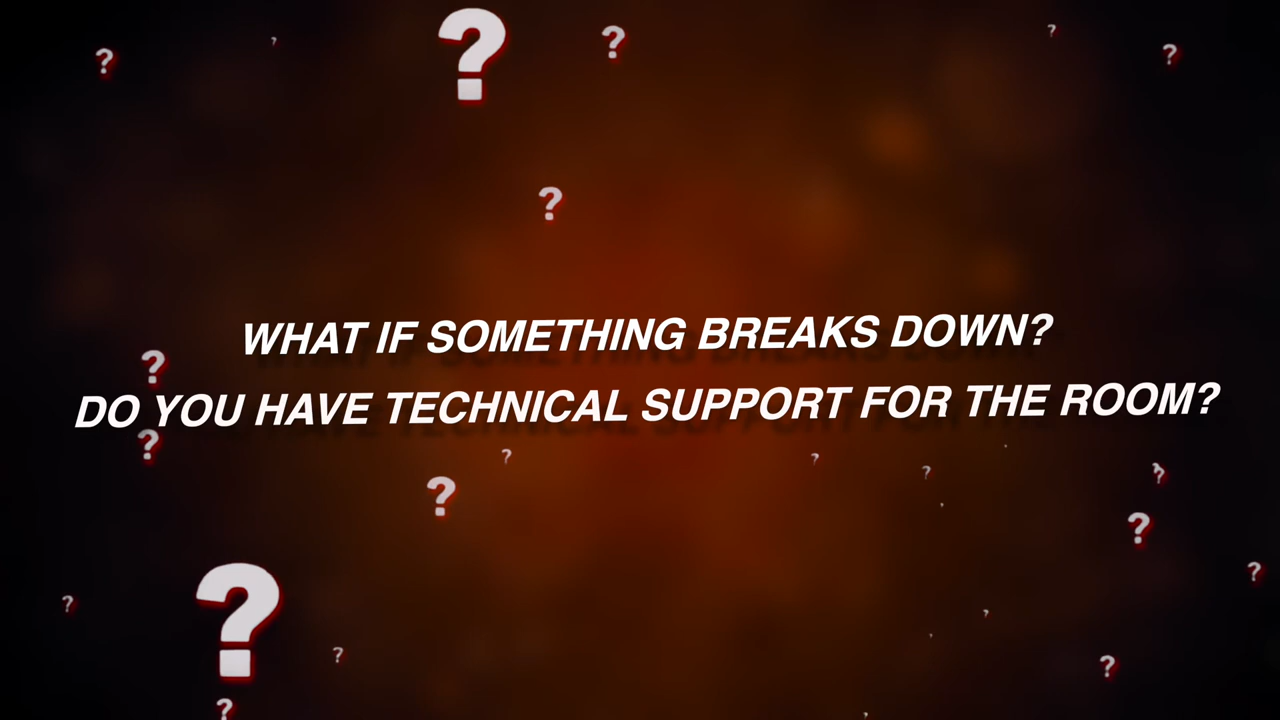 WHAT IF SOMETHING BREAKS DOWN?
DO YOU HAVE TECHNICAL SUPPORT FOR THE ROOM?